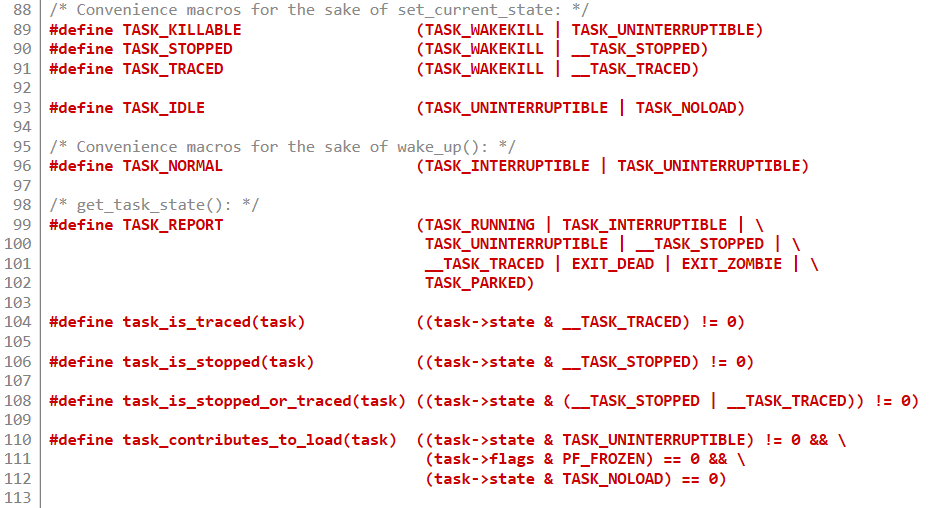 88 /* Convenience macros for the sake of set_current_state: */
89 #define TASK_KILLABLE (TASK_WAKEKILL | TASK_UNINTERRUPTIBLE)
90 #define TASK_STOPPED (TASK_WAKEKILL | __TASK_STOPPED)
91 #define TASK_TRACED (TASK_WAKEKILL | __TASK_TRACED)
92
93 #define TASK_IDLE (TASK_UNINTERRUPTIBLE | TASK_NOLOAD)
94
95 /* Convenience macros for the sake of wake_up(): */
96 #define TASK_NORMAL (TASK_INTERRUPTIBLE | TASK_UNINTERRUPTIBLE)
97
98 /* get_task_state(): */
99 #define TASK_REPORT (TASK_RUNNING | TASK_INTERRUPTIBLE | \
100 TASK_UNINTERRUPTIBLE | __TASK_STOPPED | \
101 __TASK_TRACED | EXIT_DEAD | EXIT_ZOMBIE | \
102 TASK_PARKED)
103
104 #define task_is_traced(task) ((task->state & __TASK_TRACED) != 0)
105
106 #define task_is_stopped(task) ((task->state & __TASK_STOPPED) != 0)
107
108 #define task_is_stopped_or_traced(task) ((task->state & (__TASK_STOPPED | __TASK_TRACED)) != 0)
109
110 #define task_contributes_to_load(task) ((task->state & TASK_UNINTERRUPTIBLE) != 0 && \
111 (task->flags & PF_FROZEN) == 0 && \
112 (task->state & TASK_NOLOAD) == 0)
113